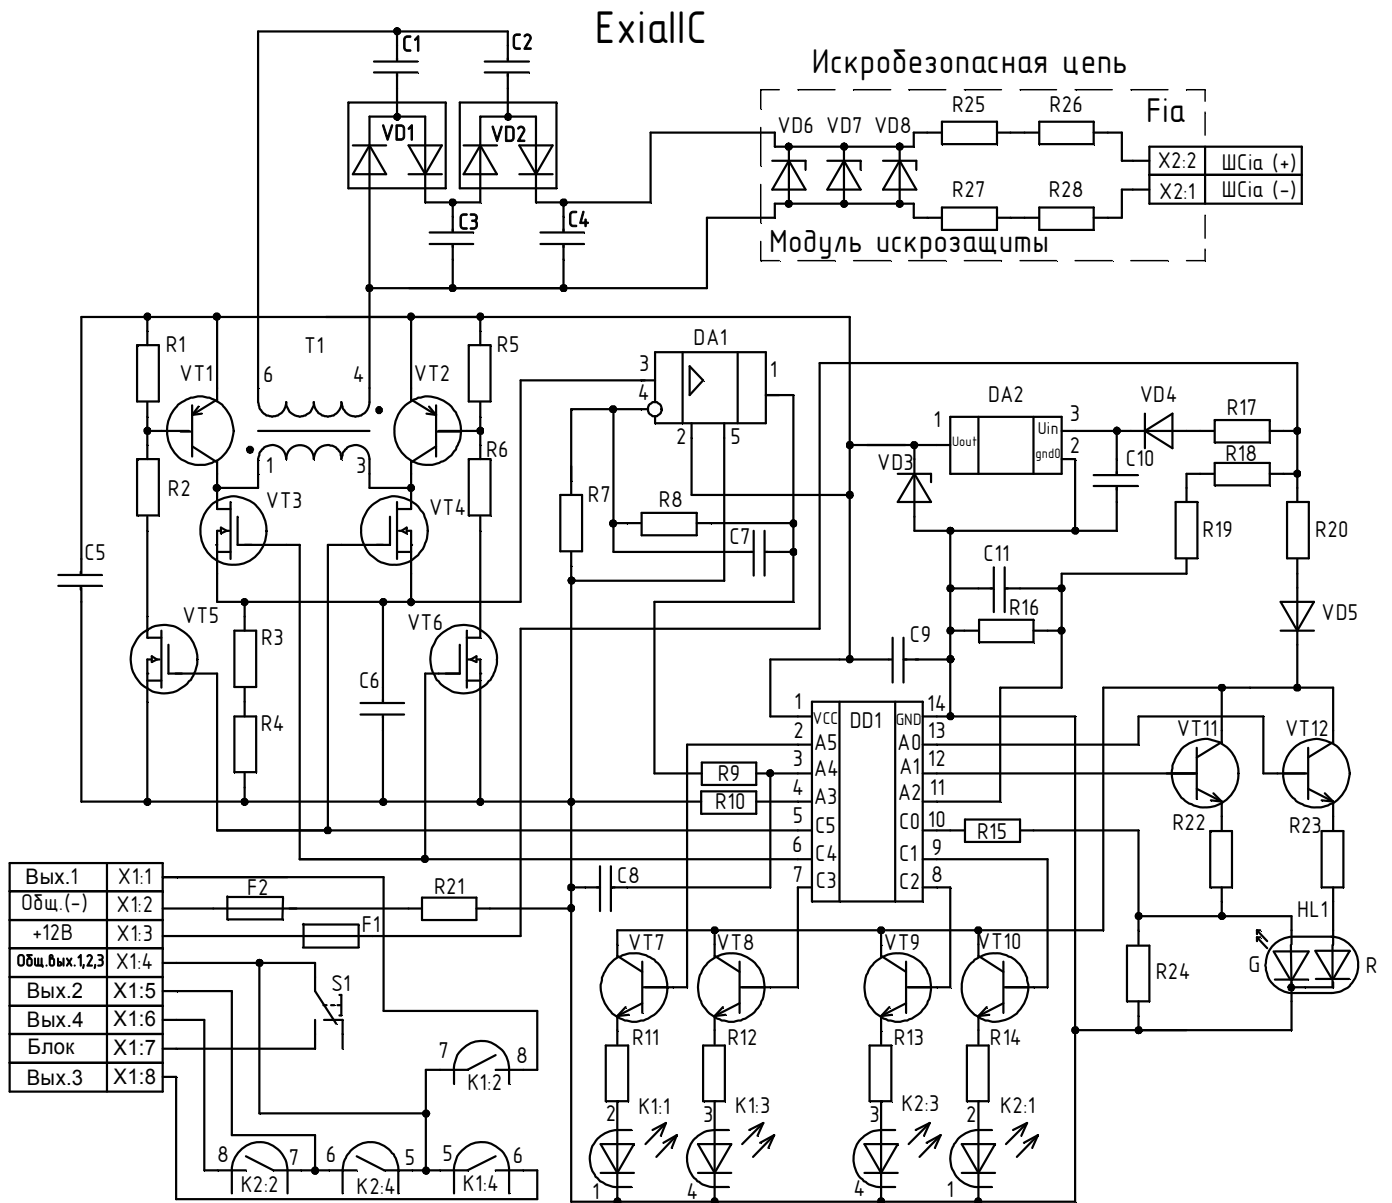 ExiaIIC
Искробезопасная цепь
C1 C2
VD1 VD2
C3 C4
VD6 VD7 VD8
R25 R26
Fia
X2:2 ШСia (+)
X2:1 ШСia (-)
R27 R28
Модуль искрозащиты
R1 VT1 T1 VT2 R5
6 4
1 3
R2 VT3 VT4 R6
C5
VT5 R3 C6 VT6
R4
DA1
3 1
4
2 5
R7 R8
C7
DA2
1 Uout Uin 3
gnd0 2
VD3
C10
VD4
R17
R18
R19
R20
C11
R16
VD5
C9
DD1
1 VCC GND 14
2 A5 A0 13
3 A4 A1 12
4 A3 A2 11
5 C5 C0 10
6 C4 C1 9
7 C3 C2 8
R9
R10
R15
C8
VT11 VT12
R22 R23
HL1
G R
R24
Вых.1 X1:1
Общ.(-) X1:2
+12В X1:3
Общ.вых.1,2,3 X1:4
Вых.2 X1:5
Вых.4 X1:6
Блок X1:7
Вых.3 X1:8
F2 R21
F1
S1
7 8
K1:2
8 7
K2:2
6 5
K2:4
5 6
K1:4
VT7 VT8 VT9 VT10
R11 R12 R13 R14
2 K1:1 3 K1:3 3 K2:3 2 K2:1
1 4 4 1